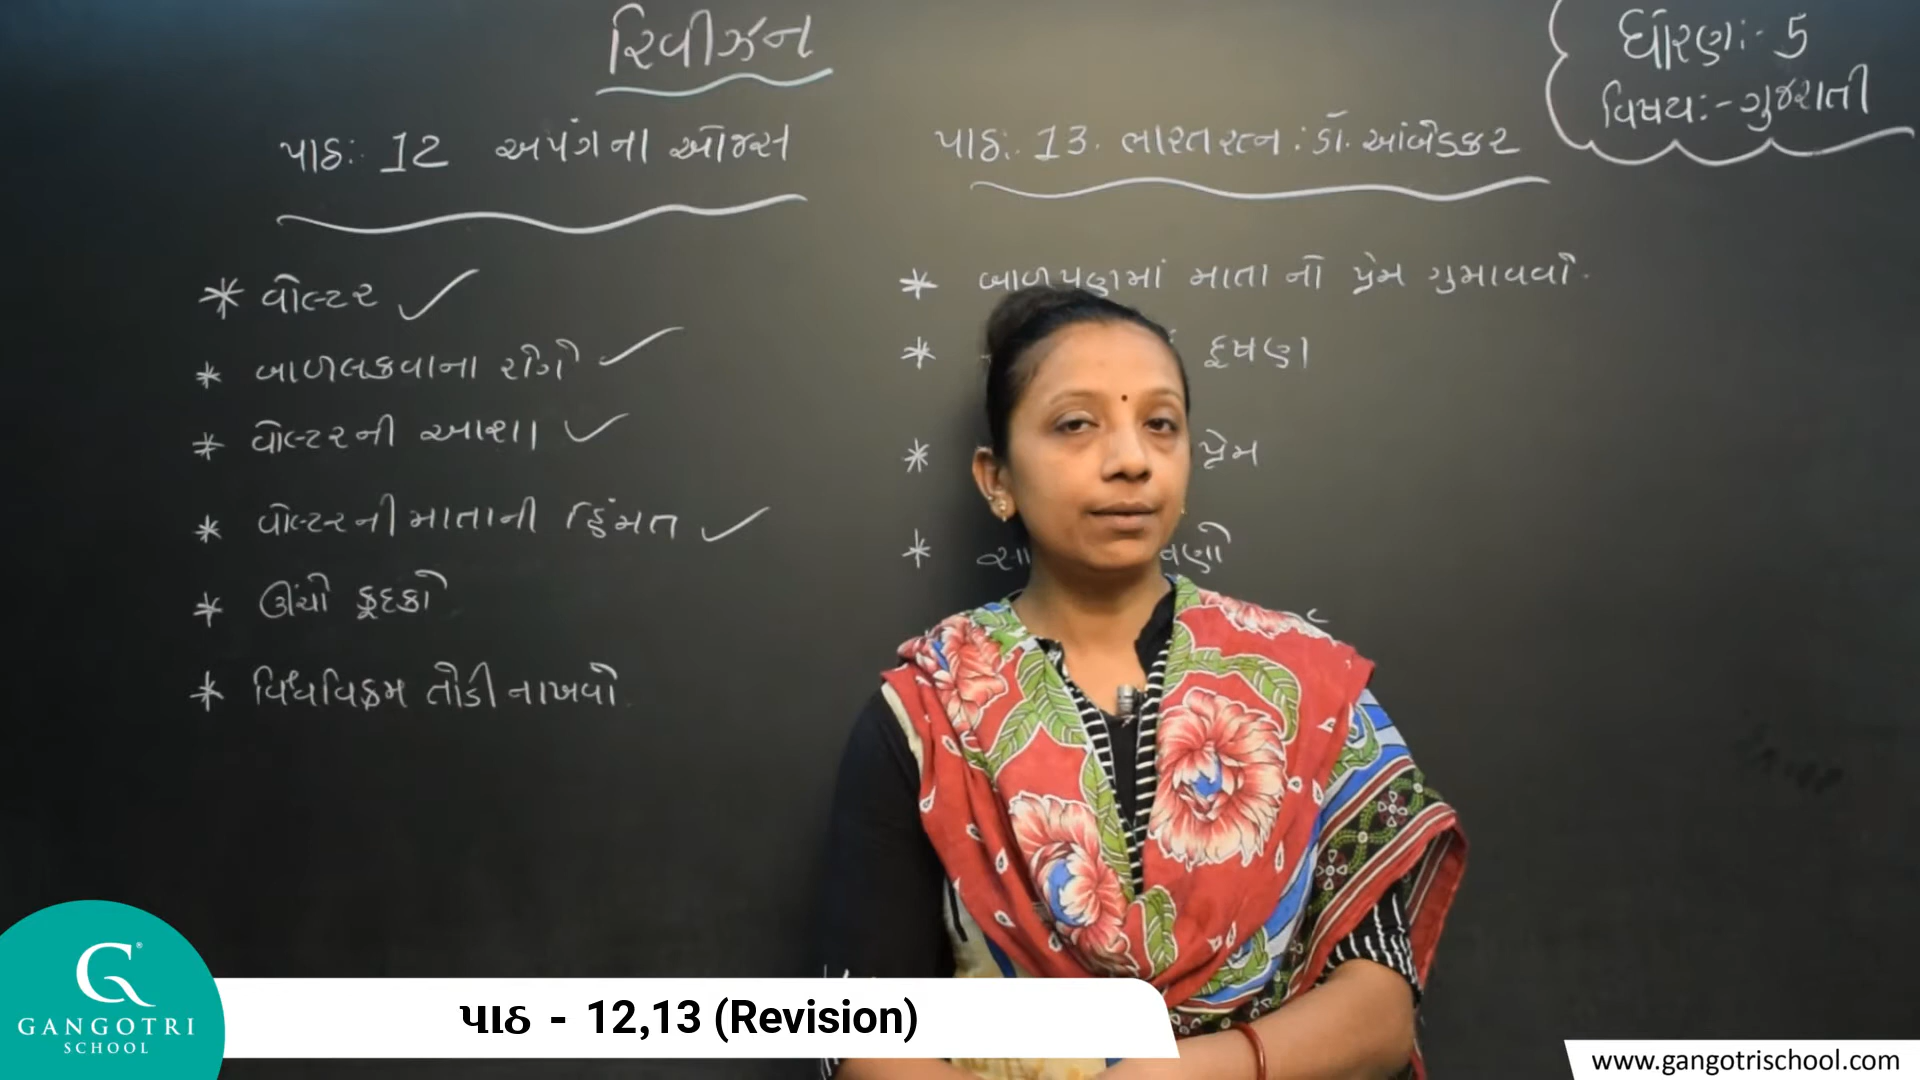 રિવીઝન
ધોરણઃ- 5
વિષયઃ- ગુજરાતી
પાઠઃ 12 અપંગના ઓજસ
* વોલ્ટર ✓
* બાળલકવાના રોગો ✓
* વોલ્ટરની આશા ✓
* વોલ્ટરની માતાની હિંમત ✓
* ઊંચો કૂદકો
* વિશ્વવિક્રમ તોડી નાખવો
પાઠઃ 13. ભારતરત્ન : ડૉ. આંબેડકર
* બાળપણમાં માતાનો પ્રેમ ગુમાવવો.
* દૂષણ
* પ્રેમ
*
GANGOTRI
SCHOOL
પાઠ - 12,13 (Revision)
www.gangotrischool.com